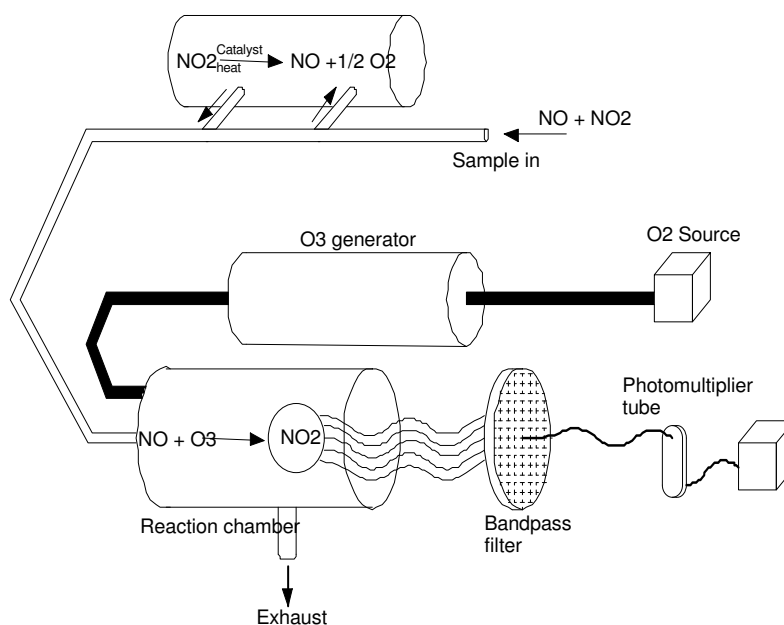 NO2 Catalyst heat NO +1/2 O2
NO + NO2
Sample in
O3 generator
O2 Source
Photomultiplier
tube
NO + O3 NO2
Reaction chamber
Bandpass
filter
Exhaust